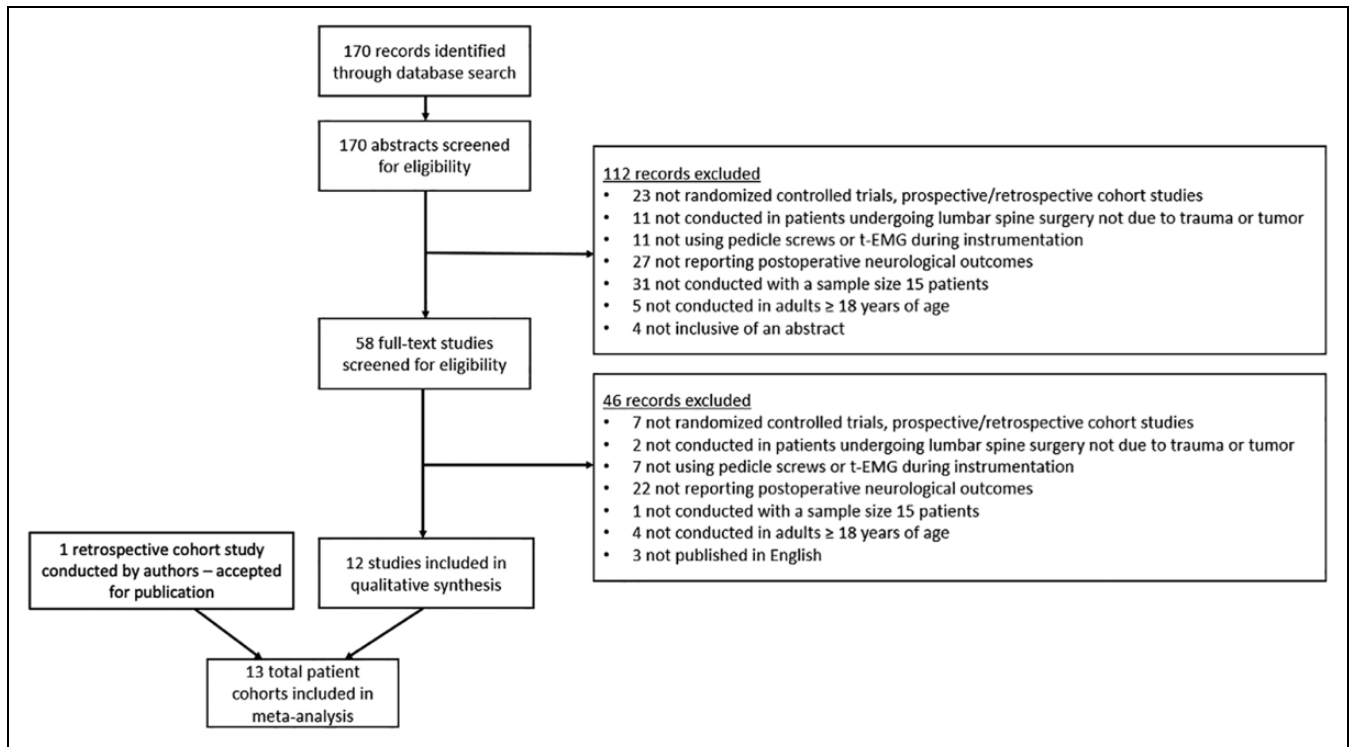 170 records identified
through database search
170 abstracts screened
for eligibility
112 records excluded
• 23 not randomized controlled trials, prospective/retrospective cohort studies
• 11 not conducted in patients undergoing lumbar spine surgery not due to trauma or tumor
• 11 not using pedicle screws or t-EMG during instrumentation
• 27 not reporting postoperative neurological outcomes
• 31 not conducted with a sample size 15 patients
• 5 not conducted in adults ≥ 18 years of age
• 4 not inclusive of an abstract
58 full-text studies
screened for eligibility
46 records excluded
• 7 not randomized controlled trials, prospective/retrospective cohort studies
• 2 not conducted in patients undergoing lumbar spine surgery not due to trauma or tumor
• 7 not using pedicle screws or t-EMG during instrumentation
• 22 not reporting postoperative neurological outcomes
• 1 not conducted with a sample size 15 patients
• 4 not conducted in adults ≥ 18 years of age
• 3 not published in English
1 retrospective cohort study
conducted by authors – accepted
for publication
12 studies included in
qualitative synthesis
13 total patient
cohorts included in
meta-analysis